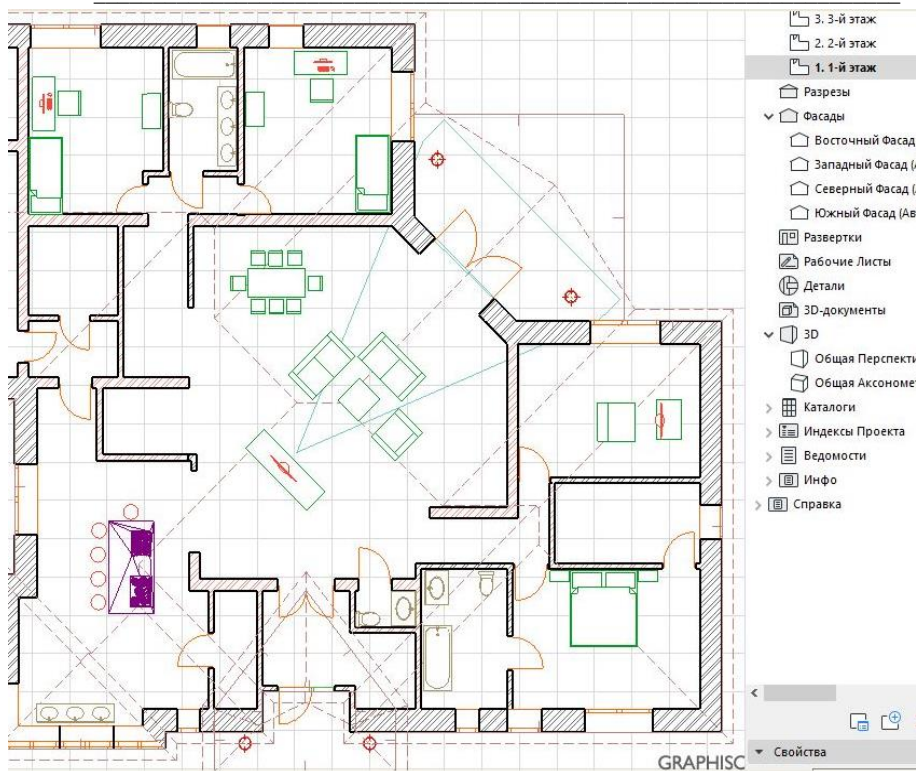 3. 3-й этаж
2. 2-й этаж
1. 1-й этаж
Разрезы
Фасады
Восточный Фасад
Западный Фасад (А
Северный Фасад (
Южный Фасад (Ав
Развертки
Рабочие Листы
Детали
3D-документы
3D
Общая Перспекти
Общая Аксономе
Каталоги
Индексы Проекта
Ведомости
Инфо
Справка
Свойства
GRAPHISC